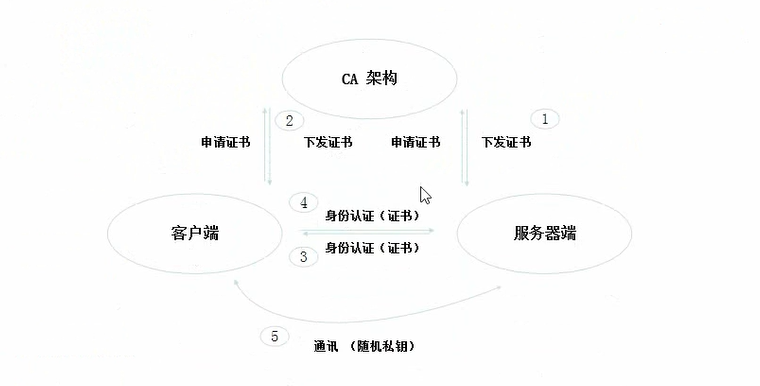 CA 架构
2
1
申请证书
下发证书
申请证书
下发证书
4
身份认证（证书）
客户端
服务器端
身份认证（证书）
3
5
通讯 （随机私钥）